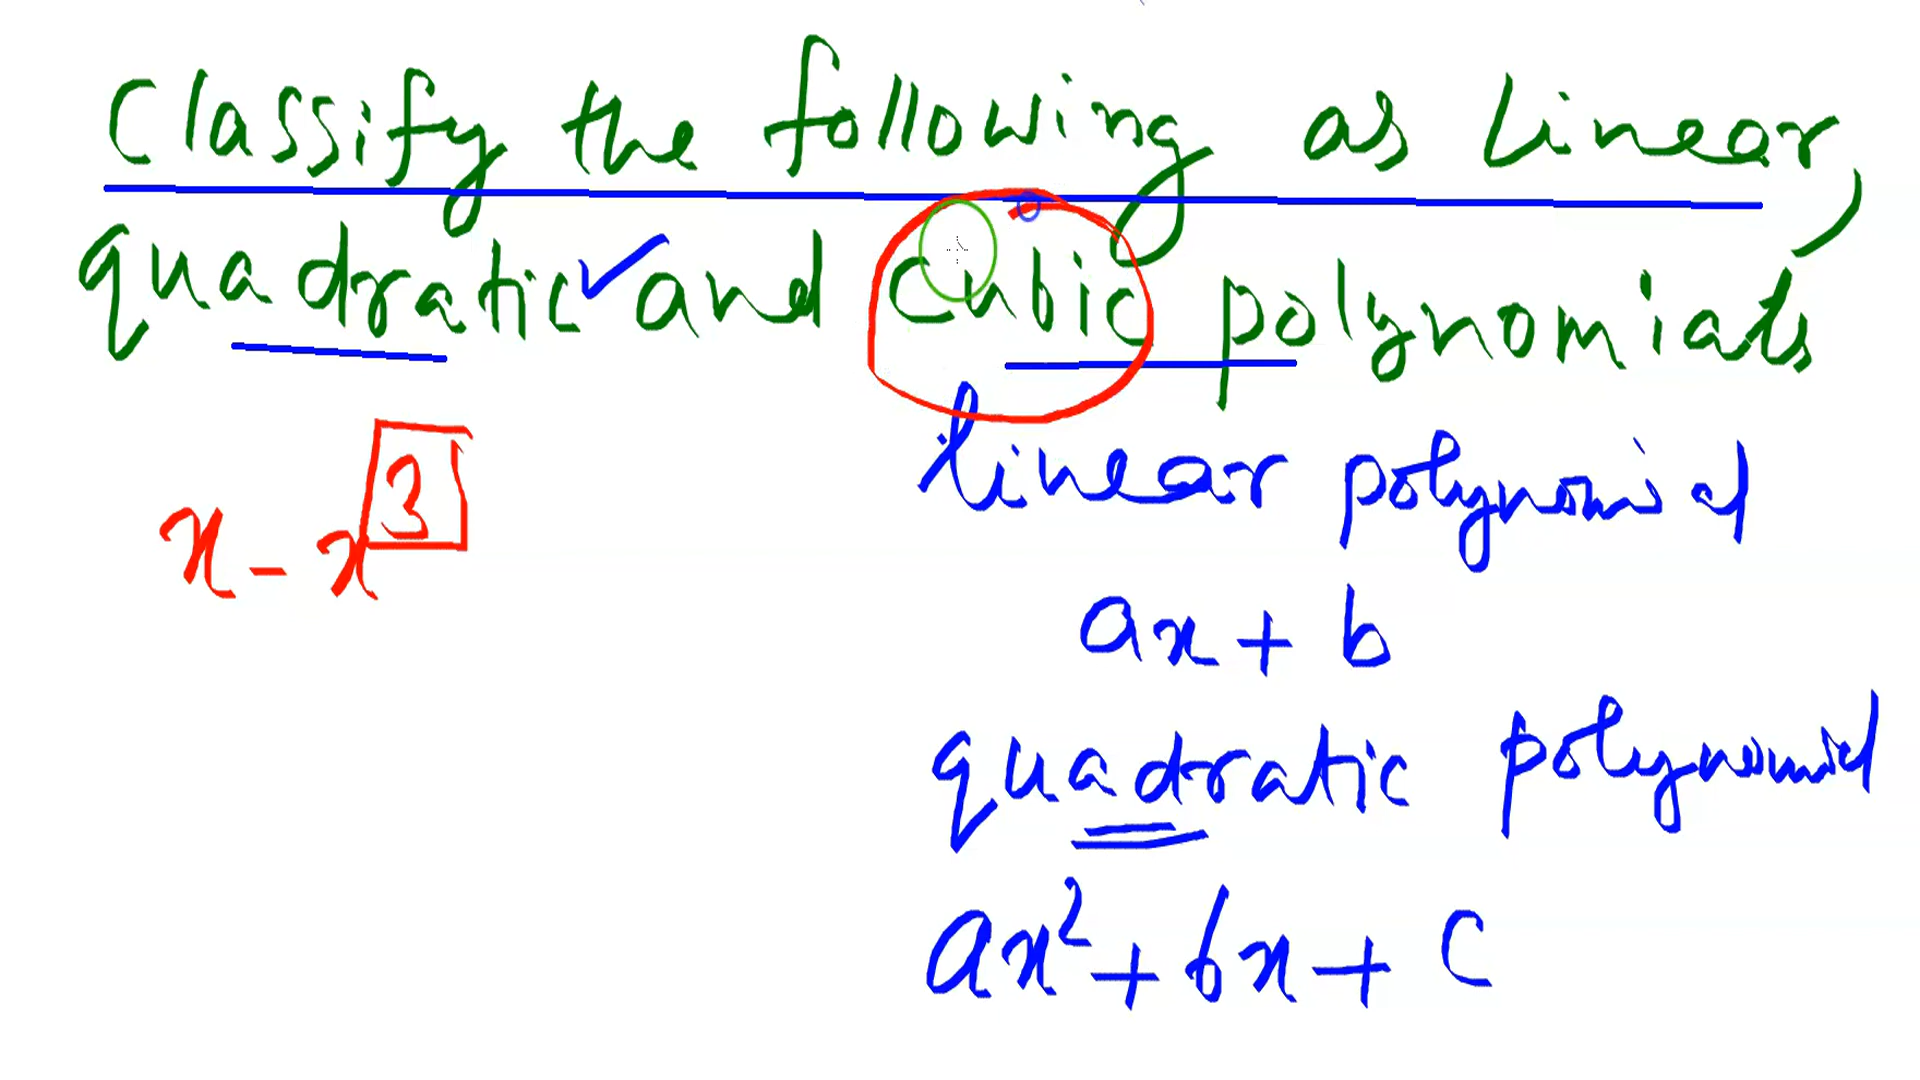 Classify the following as linear,
quadratic and cubic polynomials
x - x³
linear polynomial
ax + b
quadratic polynomial
ax² + bx + c